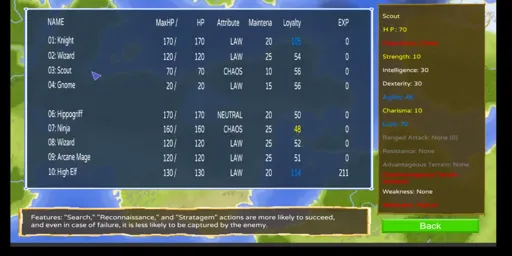 NAME MaxHP / HP Attribute Maintena Loyalty EXP
01: Knight 170 / 170 LAW 20 105 0
02: Wizard 120 / 120 LAW 25 54 0
03: Scout 70 / 70 CHAOS 10 56 0
04: Gnome 20 / 20 LAW 15 56 0
06: Hippogriff 170 / 170 NEUTRAL 20 50 0
07: Ninja 160 / 160 CHAOS 25 48 0
08: Wizard 120 / 120 LAW 25 52 0
09: Arcane Mage 120 / 120 LAW 25 51 0
10: High Elf 130 / 130 LAW 20 114 211
Scout
HP: 70
Strength: 10
Intelligence: 30
Dexterity: 30
Charisma: 10
Ranged Attack: None (0)
Resistance: None
Advantageous Terrain: None
Weakness: None
Features: "Search," "Reconnaissance," and "Stratagem" actions are more likely to succeed,
and even in case of failure, it is less likely to be captured by the enemy.
Back